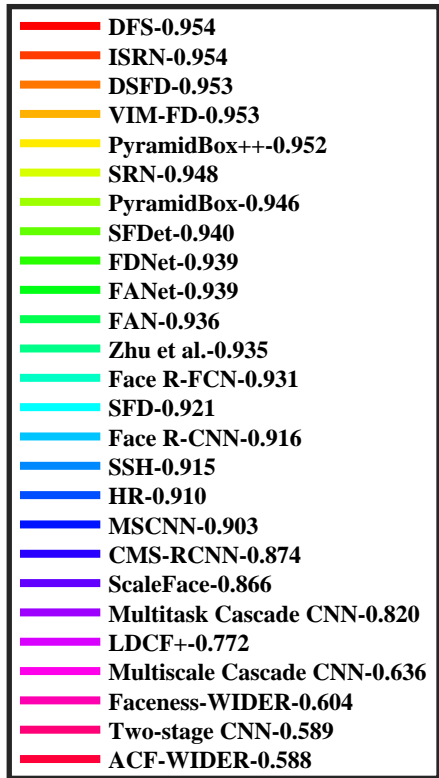 DFS-0.954
ISRN-0.954
DSFD-0.953
VIM-FD-0.953
PyramidBox++-0.952
SRN-0.948
PyramidBox-0.946
SFDet-0.940
FDNet-0.939
FANet-0.939
FAN-0.936
Zhu et al.-0.935
Face R-FCN-0.931
SFD-0.921
Face R-CNN-0.916
SSH-0.915
HR-0.910
MSCNN-0.903
CMS-RCNN-0.874
ScaleFace-0.866
Multitask Cascade CNN-0.820
LDCF+-0.772
Multiscale Cascade CNN-0.636
Faceness-WIDER-0.604
Two-stage CNN-0.589
ACF-WIDER-0.588